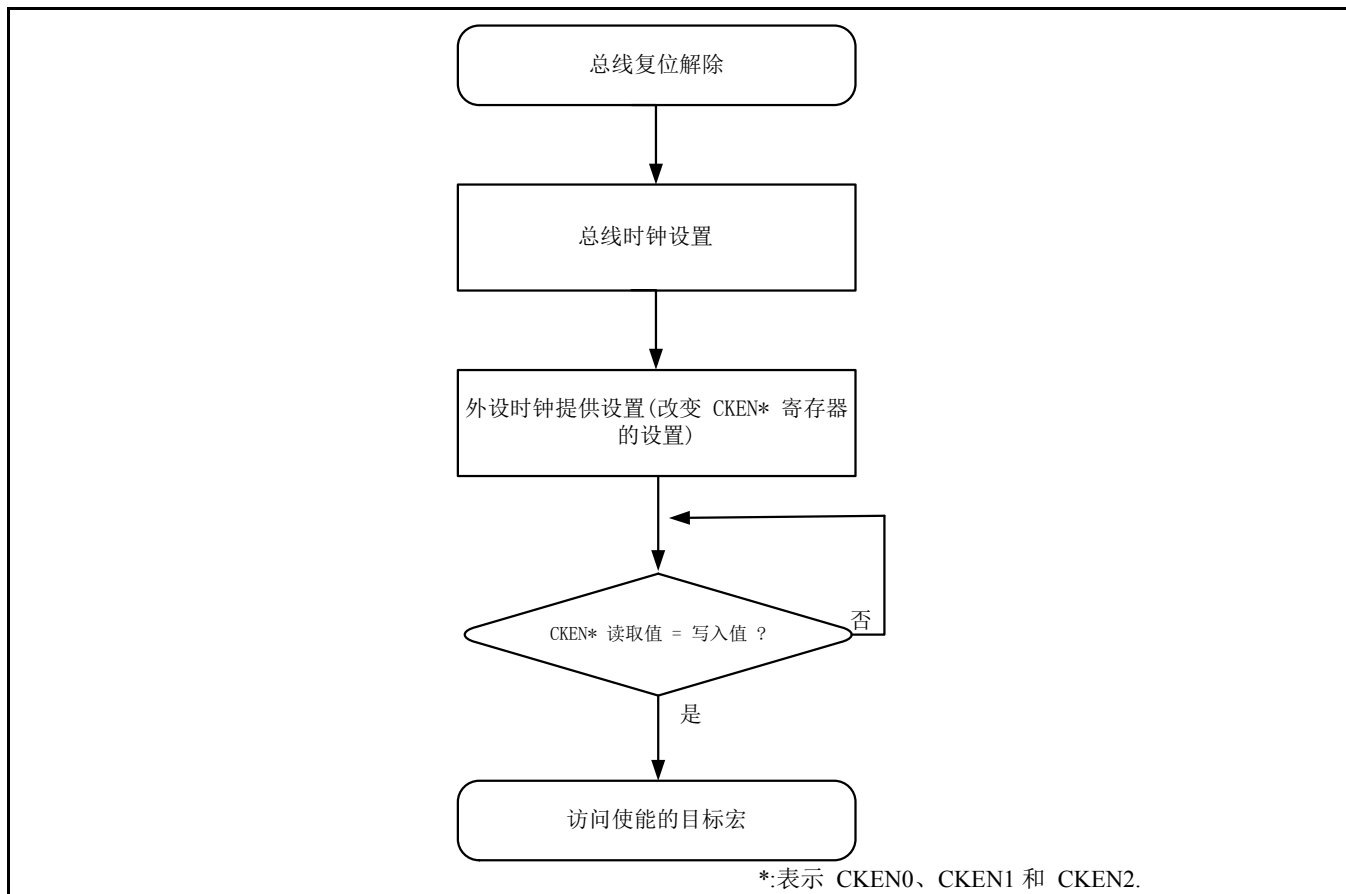 总线复位解除
总线时钟设置
外设时钟提供设置(改变 CKEN* 寄存器
的设置)
CKEN* 读取值 = 写入值 ?
否
是
访问使能的目标宏
*:表示 CKEN0、CKEN1 和 CKEN2.